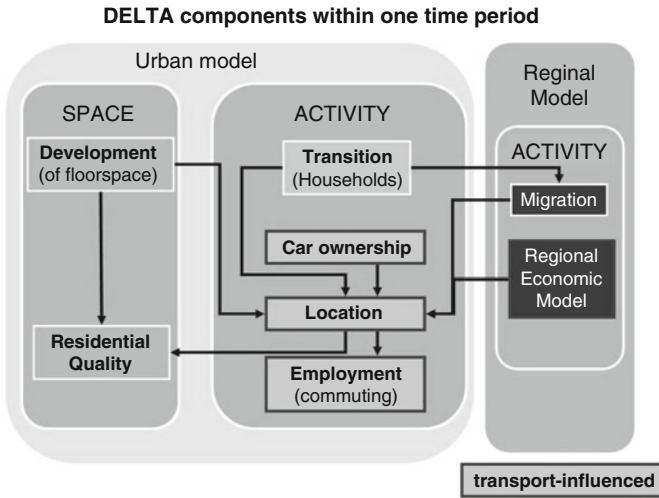 DELTA components within one time period
Urban model
SPACE
Development
(of floorspace)
Residential
Quality
ACTIVITY
Transition
(Households)
Car ownership
Location
Employment
(commuting)
Reginal
Model
ACTIVITY
Migration
Regional
Economic
Model
transport-influenced